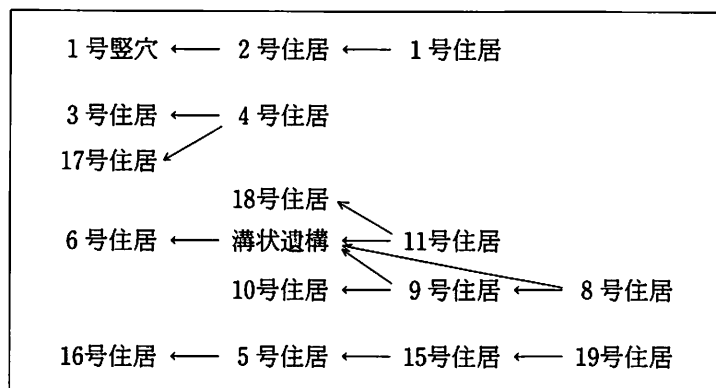 1号竪穴 ← 2号住居 ← 1号住居
3号住居 ← 4号住居
17号住居
18号住居
6号住居 ← 溝状遺構 ← 11号住居
10号住居 ← 9号住居 ← 8号住居
16号住居 ← 5号住居 ← 15号住居 ← 19号住居